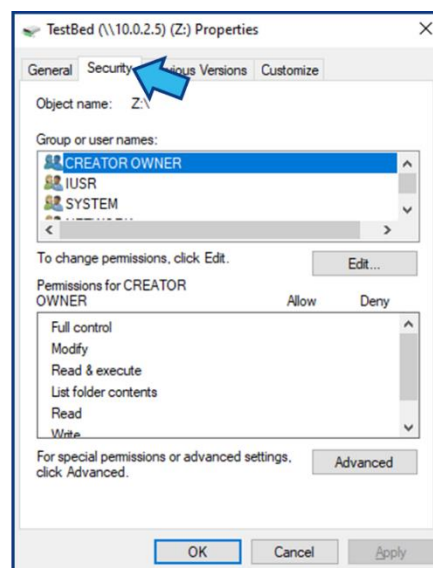 TestBed (\\10.0.2.5) (Z:) Properties
General Security Versions Customize
Object name: Z:\
Group or user names:
CREATOR OWNER
IUSR
SYSTEM
To change permissions, click Edit.
Edit...
Permissions for CREATOR
OWNER Allow Deny
Full control
Modify
Read & execute
List folder contents
Read
Write
For special permissions or advanced settings,
click Advanced.
Advanced
OK Cancel Apply